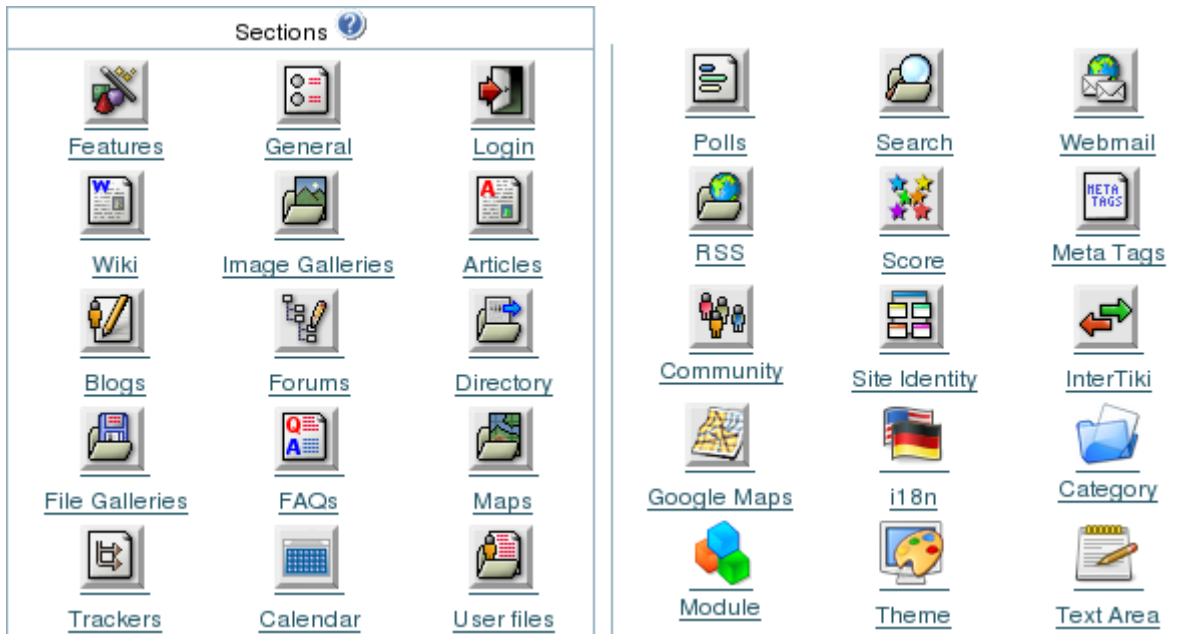 Sections
Features General Login
Wiki Image Galleries Articles
Blogs Forums Directory
File Galleries FAQs Maps
Trackers Calendar User files
Polls Search Webmail
RSS Score Meta Tags
META TAGS
Community Site Identity InterTiki
Google Maps i18n Category
Module Theme Text Area